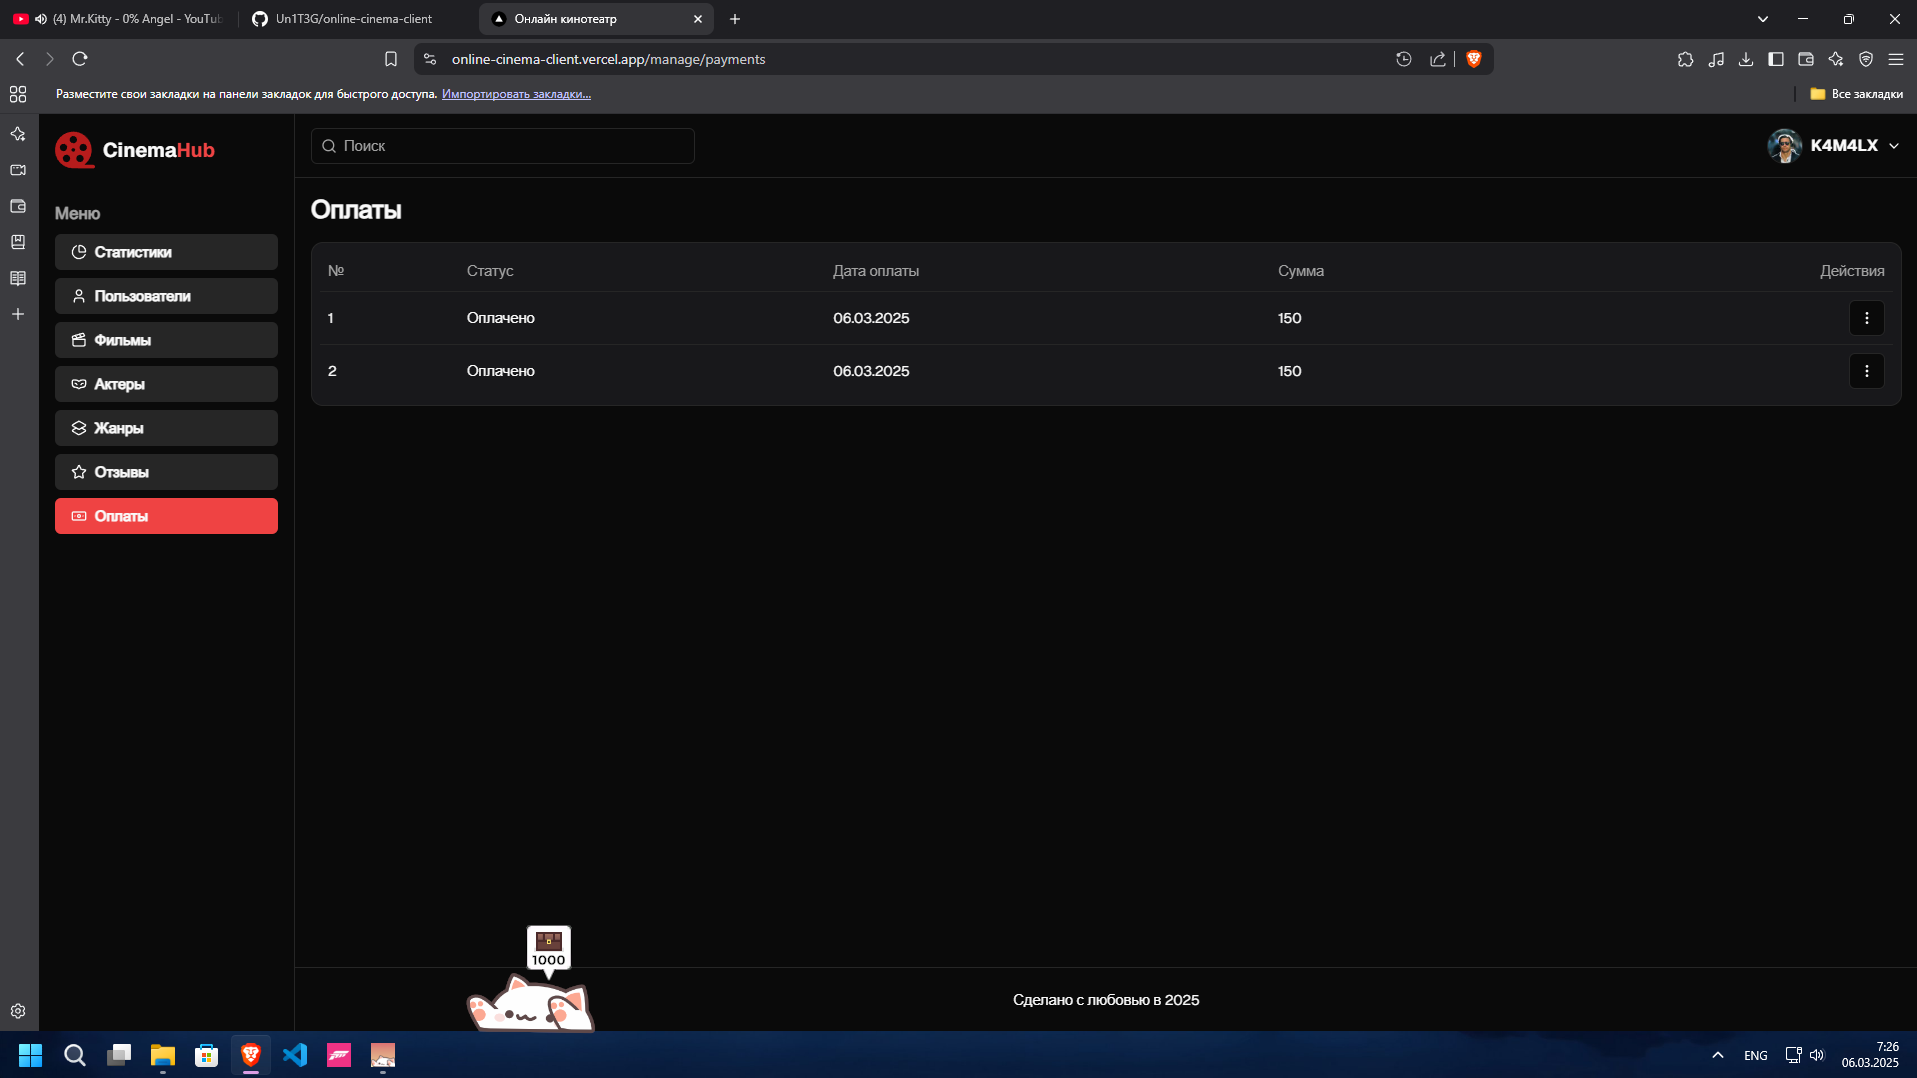 (4) Mr.Kitty - 0% Angel - YouTub
Un1T3G/online-cinema-client
Онлайн кинотеатр
online-cinema-client.vercel.app/manage/payments
Разместите свои закладки на панели закладок для быстрого доступа. Импортировать закладки...
Все закладки
CinemaHub
Поиск
K4M4LX
Меню
Статистики
Пользователи
Фильмы
Актеры
Жанры
Отзывы
Оплаты
Оплаты
№ Статус Дата оплаты Сумма Действия
1 Оплачено 06.03.2025 150
2 Оплачено 06.03.2025 150
1000
Сделано с любовью в 2025
ENG
7:26
06.03.2025